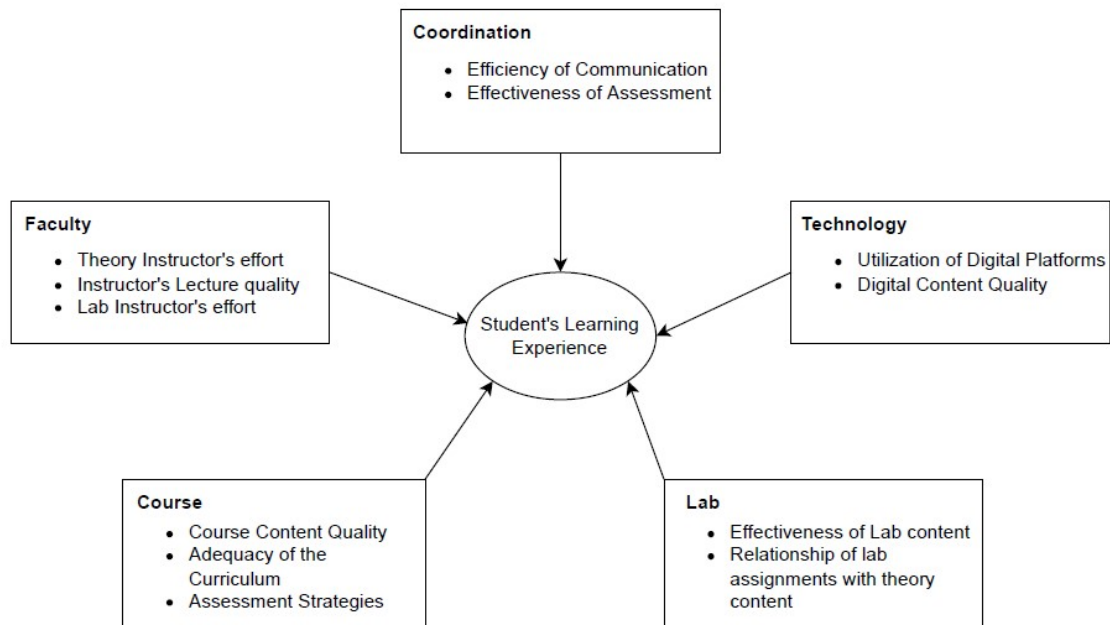 Coordination
• Efficiency of Communication
• Effectiveness of Assessment
Faculty
• Theory Instructor's effort
• Instructor's Lecture quality
• Lab Instructor's effort
Technology
• Utilization of Digital Platforms
• Digital Content Quality
Student's Learning
Experience
Course
• Course Content Quality
• Adequacy of the
Curriculum
• Assessment Strategies
Lab
• Effectiveness of Lab content
• Relationship of lab
assignments with theory
content